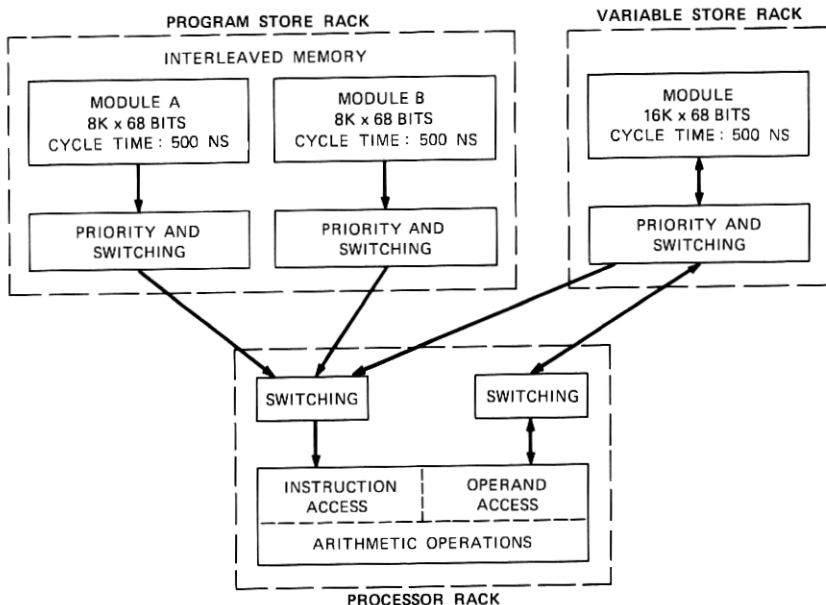 PROGRAM STORE RACK
INTERLEAVED MEMORY
MODULE A
8K x 68 BITS
CYCLE TIME: 500 NS
MODULE B
8K x 68 BITS
CYCLE TIME: 500 NS
PRIORITY AND
SWITCHING
PRIORITY AND
SWITCHING
VARIABLE STORE RACK
MODULE
16K x 68 BITS
CYCLE TIME: 500 NS
PRIORITY AND
SWITCHING
SWITCHING
SWITCHING
INSTRUCTION
ACCESS
OPERAND
ACCESS
ARITHMETIC OPERATIONS
PROCESSOR RACK